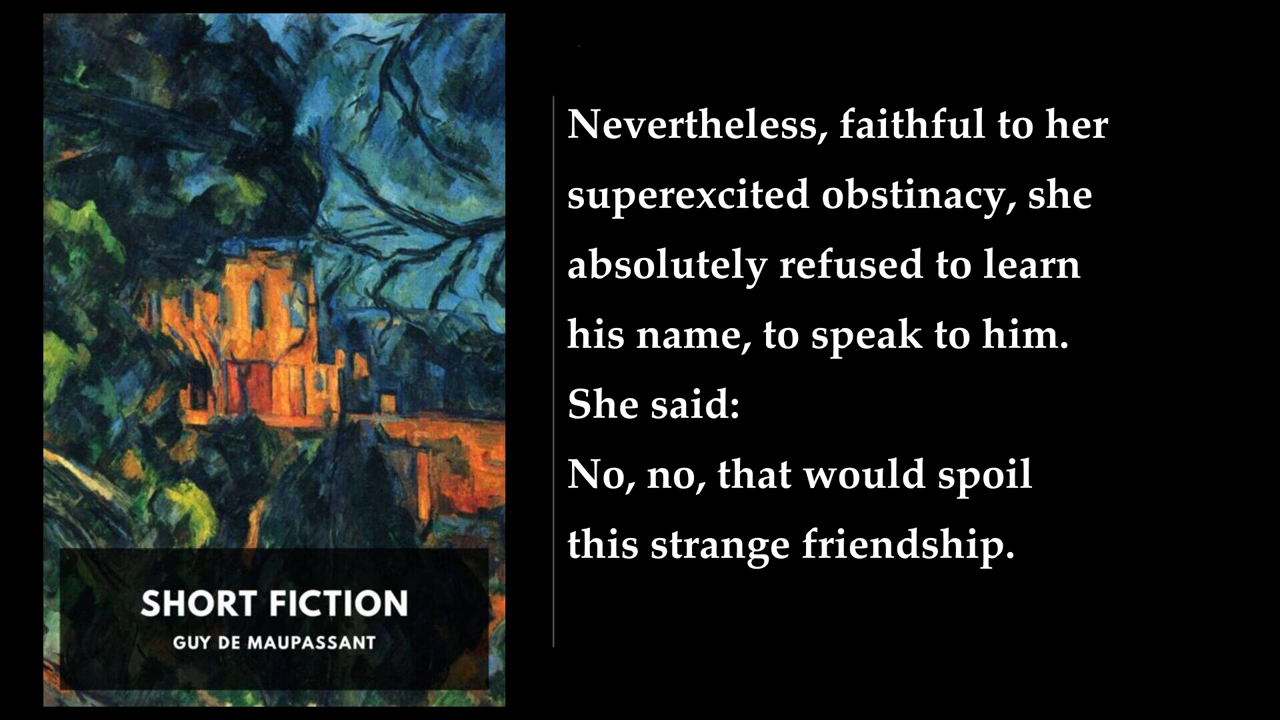 SHORT FICTION
GUY DE MAUPASSANT
Nevertheless, faithful to her
superexcited obstinacy, she
absolutely refused to learn
his name, to speak to him.
She said:
No, no, that would spoil
this strange friendship.